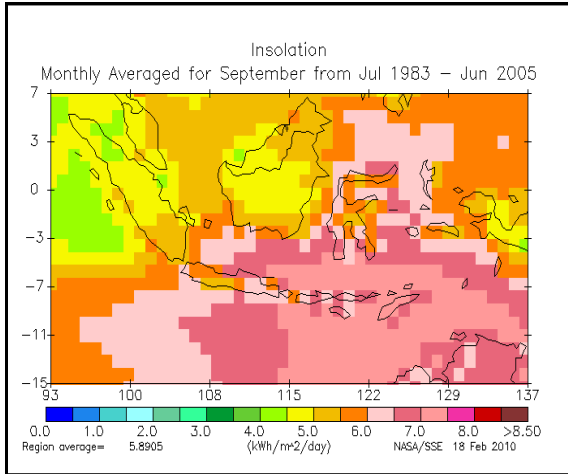 Insolation
Monthly Averaged for September from Jul 1983 - Jun 2005
7
3
0
-3
-7
-11
-15
93 100 108 115 122 129 137
0.0 1.0 2.0 3.0 4.0 5.0 6.0 7.0 8.0 >8.50
Region average= 5.8905 (kWh/m^2/day) NASA/SSE 18 Feb 2010